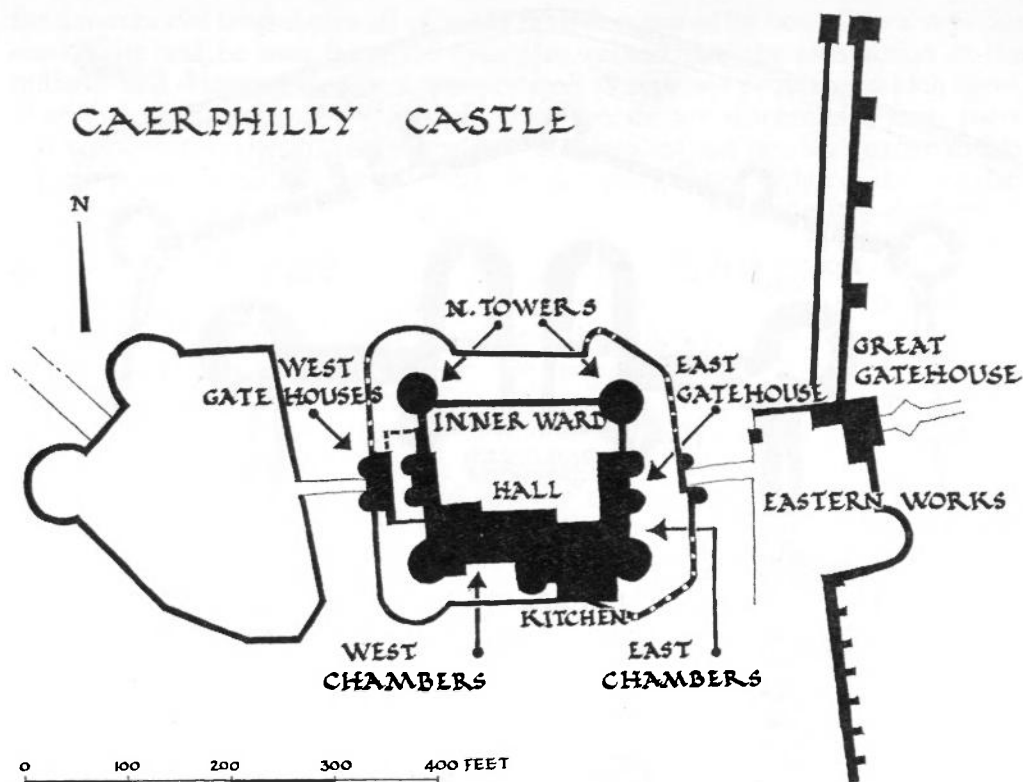 CAERPHILLY CASTLE
N
N. TOWERS
WEST
GATE HOUSES
EAST
GATEHOUSE
GREAT
GATEHOUSE
INNER WARD
HALL
EASTERN WORKS
KITCHEN
WEST
CHAMBERS
EAST
CHAMBERS
0 100 200 300 400 FEET